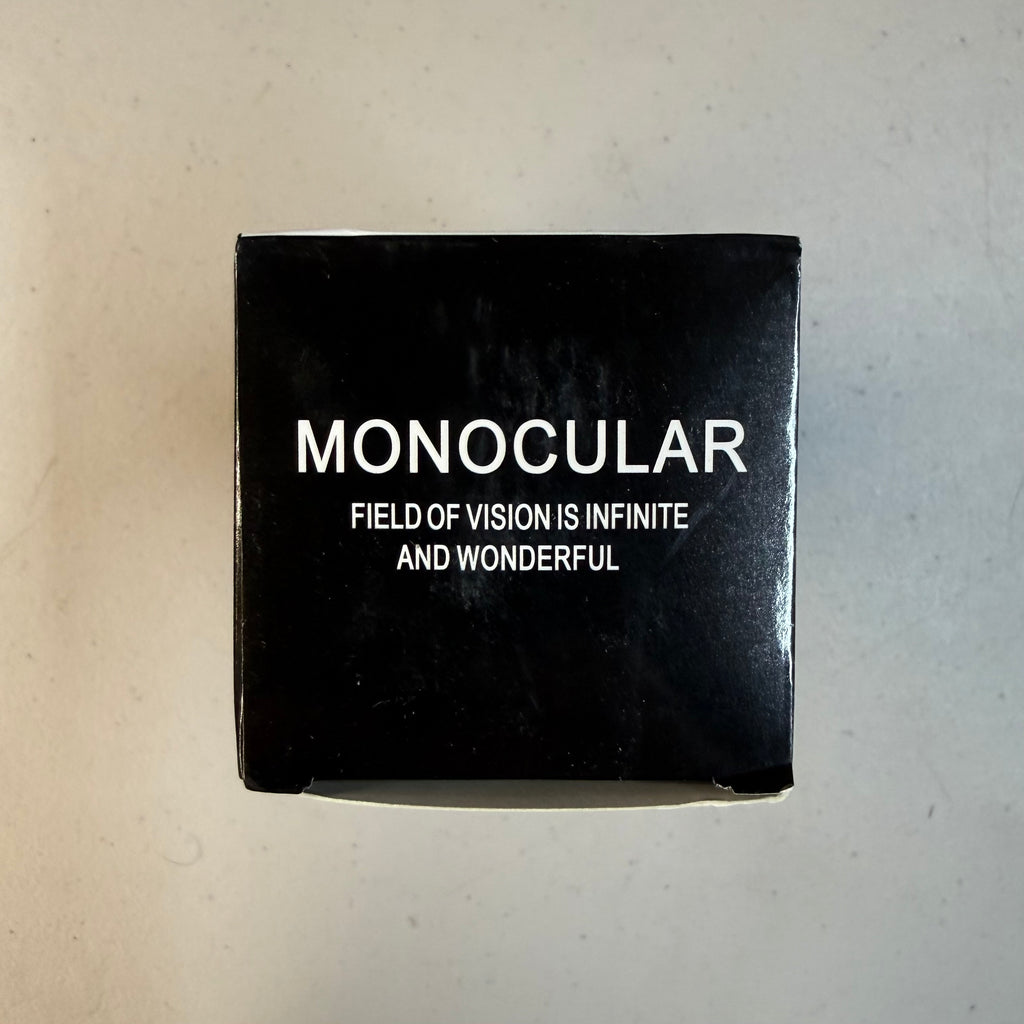 MONOCULAR
FIELD OF VISION IS INFINITE
AND WONDERFUL